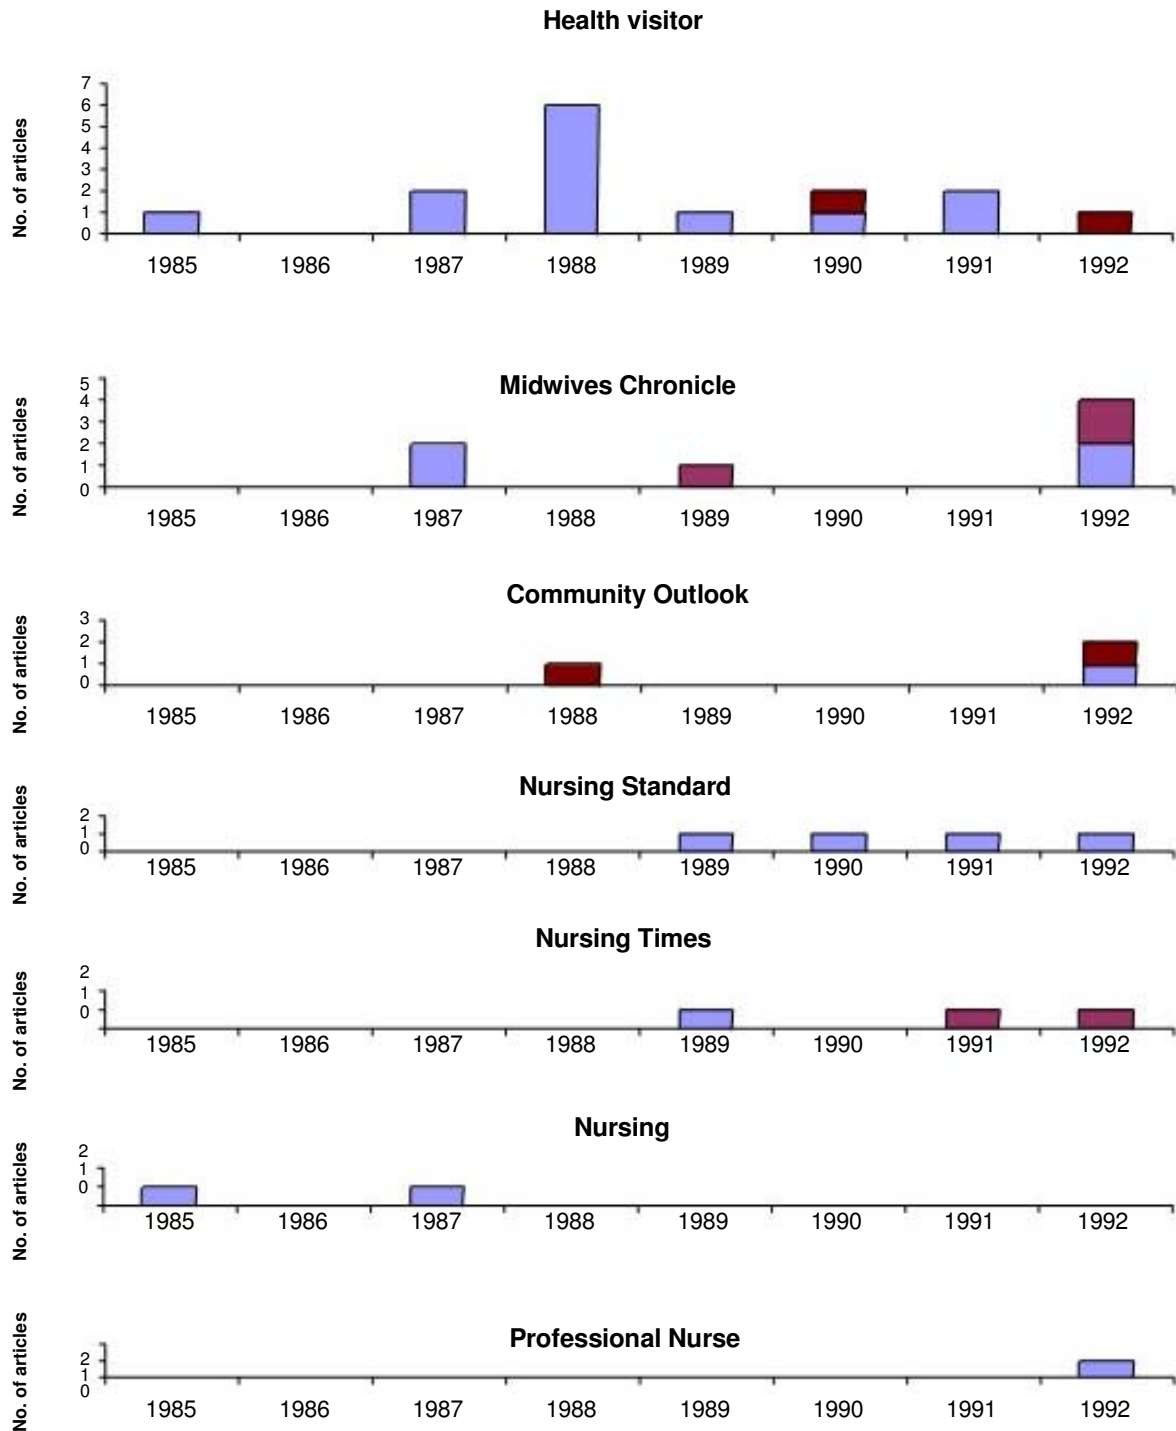 Health visitor
No. of articles
7
6
5
4
3
2
1
0
1985 1986 1987 1988 1989 1990 1991 1992
Midwives Chronicle
No. of articles
5
4
3
2
1
0
1985 1986 1987 1988 1989 1990 1991 1992
Community Outlook
No. of articles
3
2
1
0
1985 1986 1987 1988 1989 1990 1991 1992
Nursing Standard
No. of articles
2
1
0
1985 1986 1987 1988 1989 1990 1991 1992
Nursing Times
No. of articles
2
1
0
1985 1986 1987 1988 1989 1990 1991 1992
Nursing
No. of articles
2
1
0
1985 1986 1987 1988 1989 1990 1991 1992
Professional Nurse
No. of articles
2
1
0
1985 1986 1987 1988 1989 1990 1991 1992